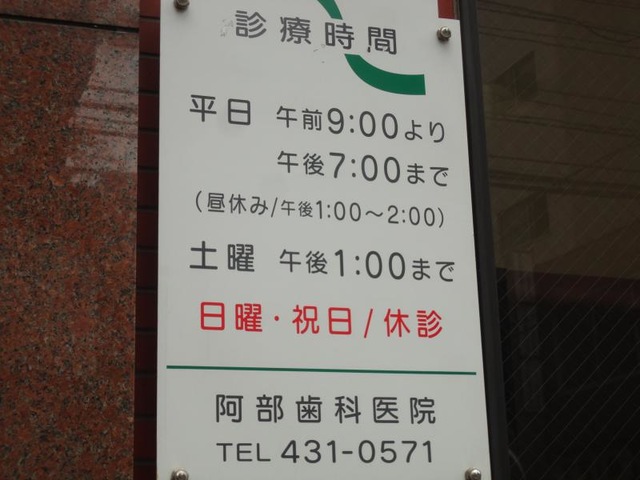 診療時間
平日 午前9:00より
午後7:00まで
(昼休み/午後1:00～2:00)
土曜 午後1:00まで
日曜・祝日/休診
阿部歯科医院
TEL 431-0571